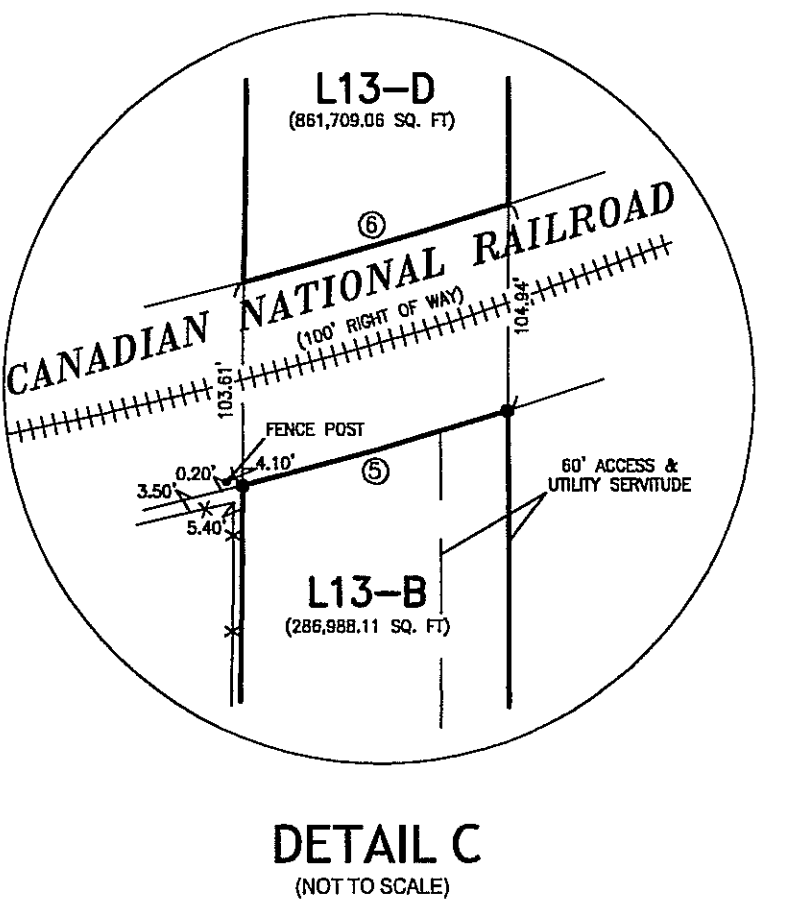 L13-D
(861,709.06 SQ. FT)
6
CANADIAN NATIONAL RAILROAD
(100' RIGHT OF WAY)
104.94'
103.61'
FENCE POST
0.20'
4.10'
3.50'
5.40'
5
60' ACCESS &
UTILITY SERVITUDE
L13-B
(286,988.11 SQ. FT)
DETAIL C
(NOT TO SCALE)